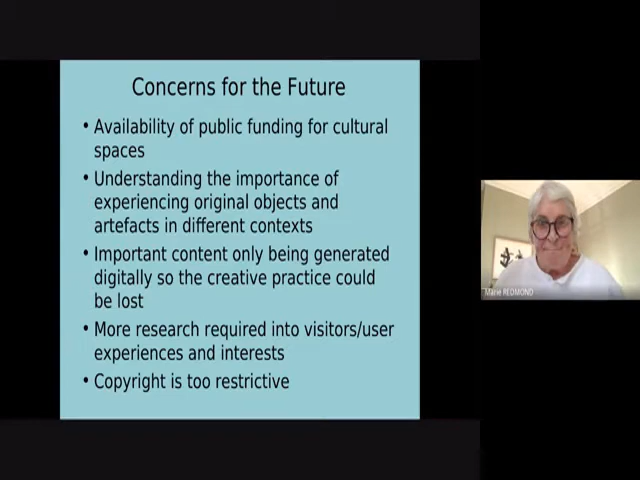 Concerns for the Future
• Availability of public funding for cultural
spaces
• Understanding the importance of
experiencing original objects and
artefacts in different contexts
• Important content only being generated
digitally so the creative practice could
be lost
• More research required into visitors/user
experiences and interests
• Copyright is too restrictive
Marie REDMOND